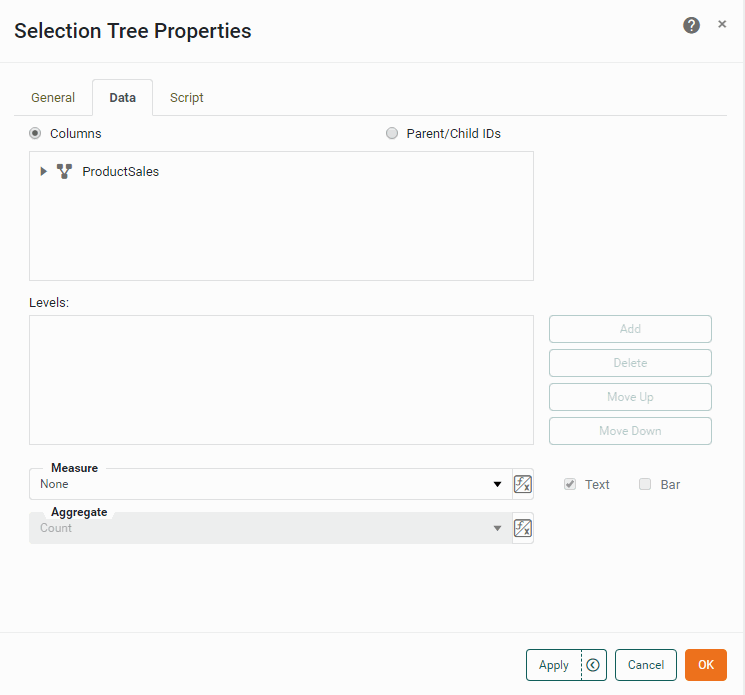 Selection Tree Properties
General Data Script
Columns Parent/Child IDs
ProductSales
Levels:
Add
Delete
Move Up
Move Down
Measure
None
Text Bar
Aggregate
Count
Apply Cancel OK